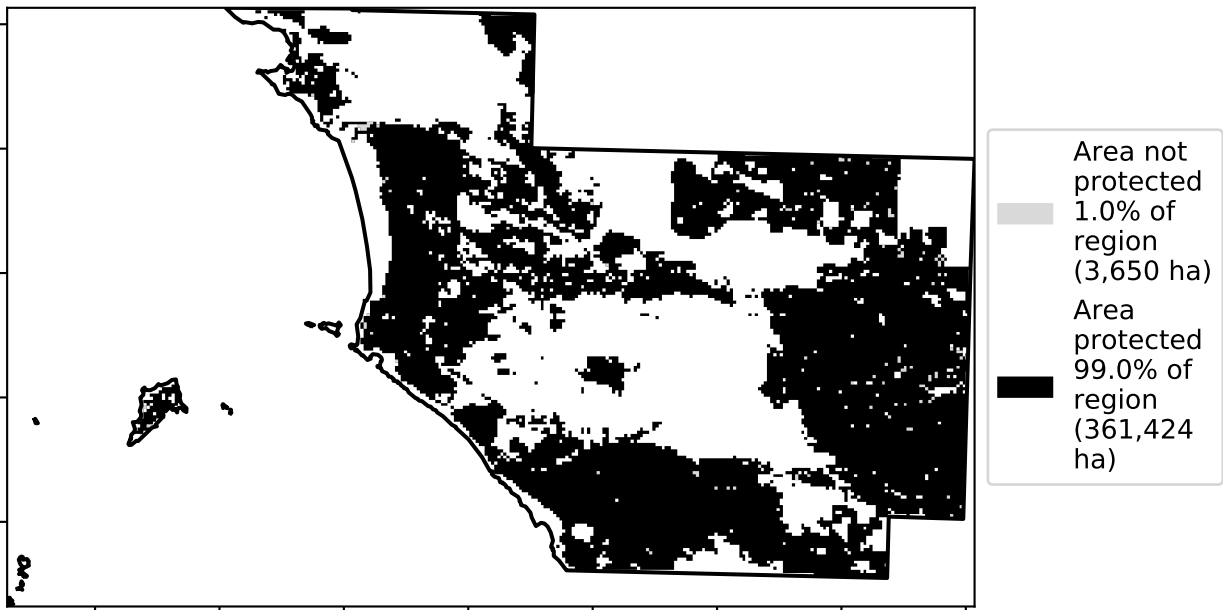 Area not
protected
1.0% of
region
(3,650 ha)
Area
protected
99.0% of
region
(361,424
ha)